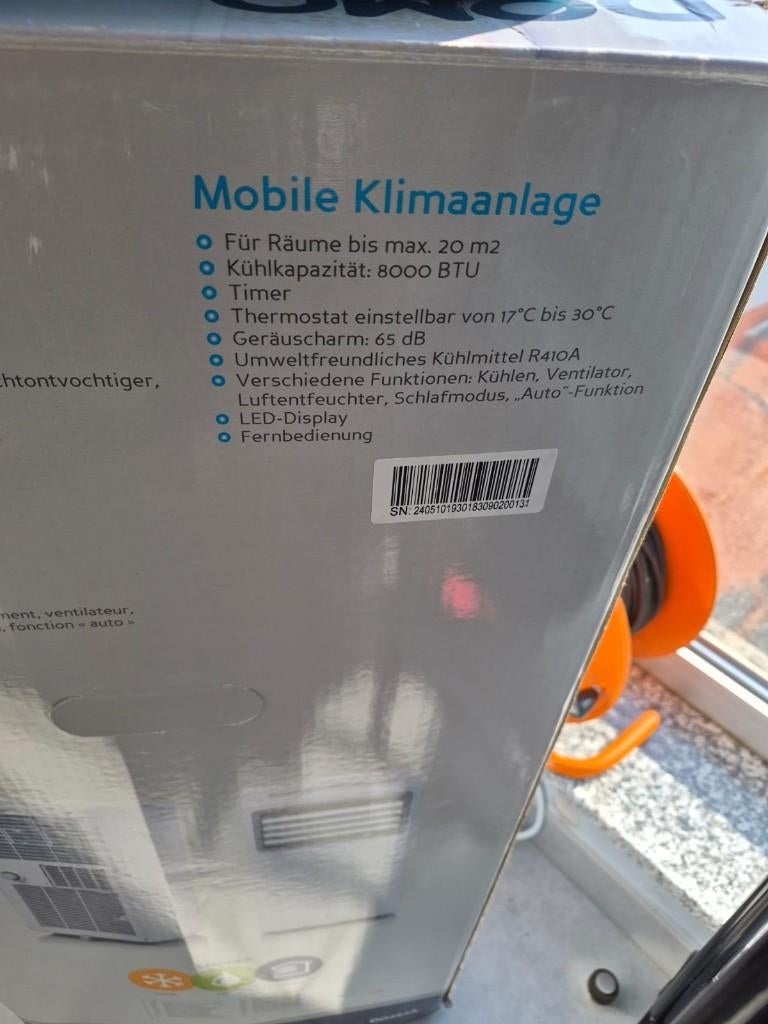 Mobile Klimaanlage
Für Räume bis max. 20 m2
Kühlkapazität: 8000 BTU
Timer
Thermostat einstellbar von 17°C bis 30°C
Geräuscharm: 65 dB
Umweltfreundliches Kühlmittel R410A
Verschiedene Funktionen: Kühlen, Ventilator,
Luftentfeuchter, Schlafmodus, „Auto"-Funktion
LED-Display
Fernbedienung
chtontvochtiger,
SN: 2405101930183090200131
ment, ventilateur,
, fonction « auto »